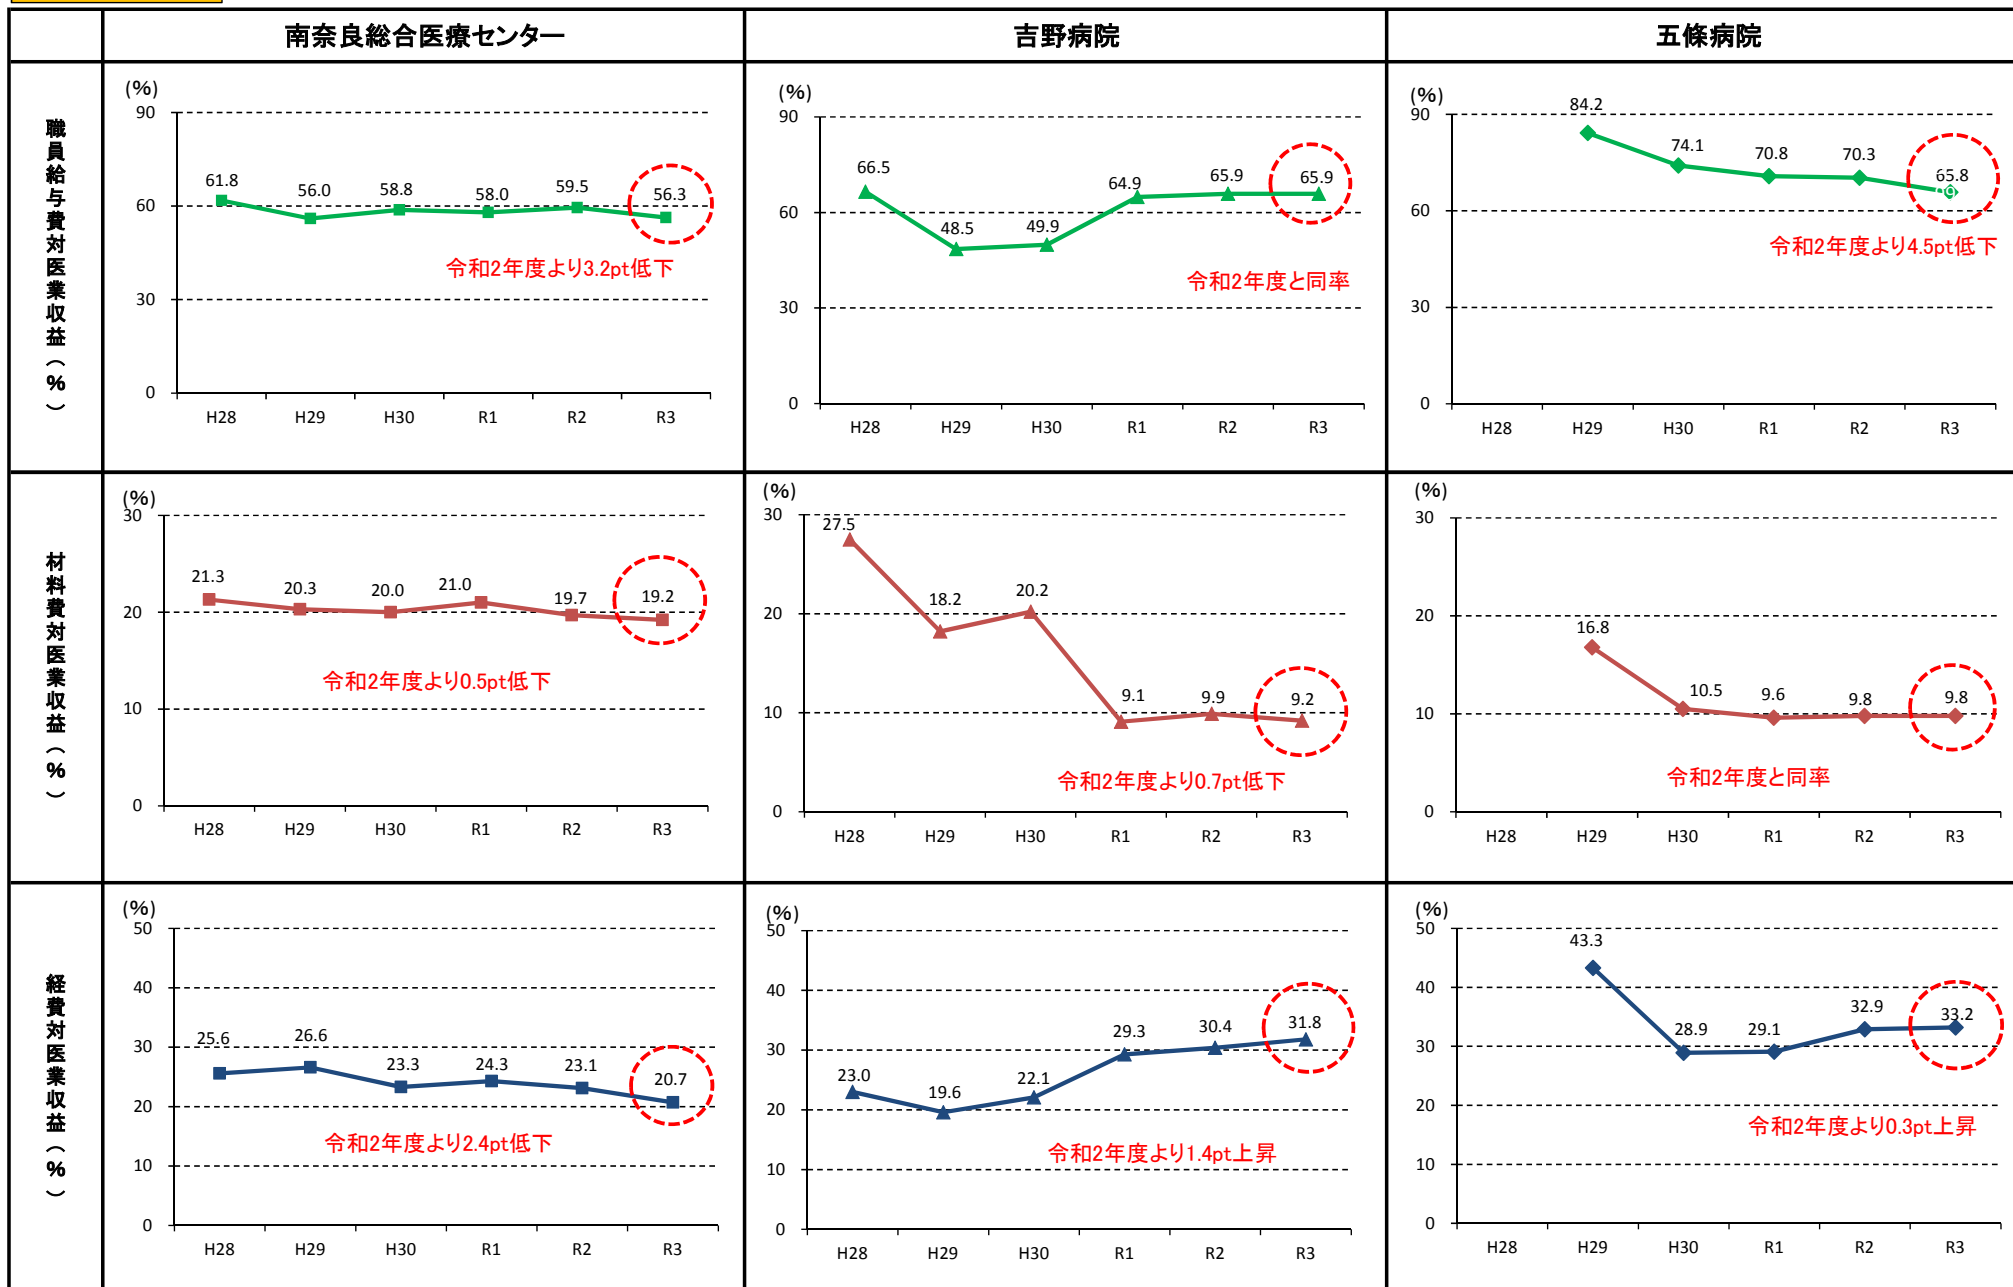 南奈良総合医療センター
吉野病院
五條病院
職員給与費対医業収益(%)
(%)
90
60
30
0
61.8
56.0
58.8
58.0
59.5
56.3
令和2年度より3.2pt低下
H28
H29
H30
R1
R2
R3
(%)
90
60
30
0
66.5
48.5
49.9
64.9
65.9
65.9
令和2年度と同率
H28
H29
H30
R1
R2
R3
(%)
90
60
30
0
84.2
74.1
70.8
70.3
65.8
令和2年度より4.5pt低下
H28
H29
H30
R1
R2
R3
材料費対医業収益(%)
(%)
30
20
10
0
21.3
20.3
20.0
21.0
19.7
19.2
令和2年度より0.5pt低下
H28
H29
H30
R1
R2
R3
(%)
30
20
10
0
27.5
18.2
20.2
9.1
9.9
9.2
令和2年度より0.7pt低下
H28
H29
H30
R1
R2
R3
(%)
30
20
10
0
16.8
10.5
9.6
9.8
9.8
令和2年度と同率
H28
H29
H30
R1
R2
R3
経費対医業収益(%)
(%)
50
40
30
20
10
0
25.6
26.6
23.3
24.3
23.1
20.7
令和2年度より2.4pt低下
H28
H29
H30
R1
R2
R3
(%)
50
40
30
20
10
0
23.0
19.6
22.1
29.3
30.4
31.8
令和2年度より1.4pt上昇
H28
H29
H30
R1
R2
R3
(%)
50
40
30
20
10
0
43.3
28.9
29.1
32.9
33.2
令和2年度より0.3pt上昇
H28
H29
H30
R1
R2
R3